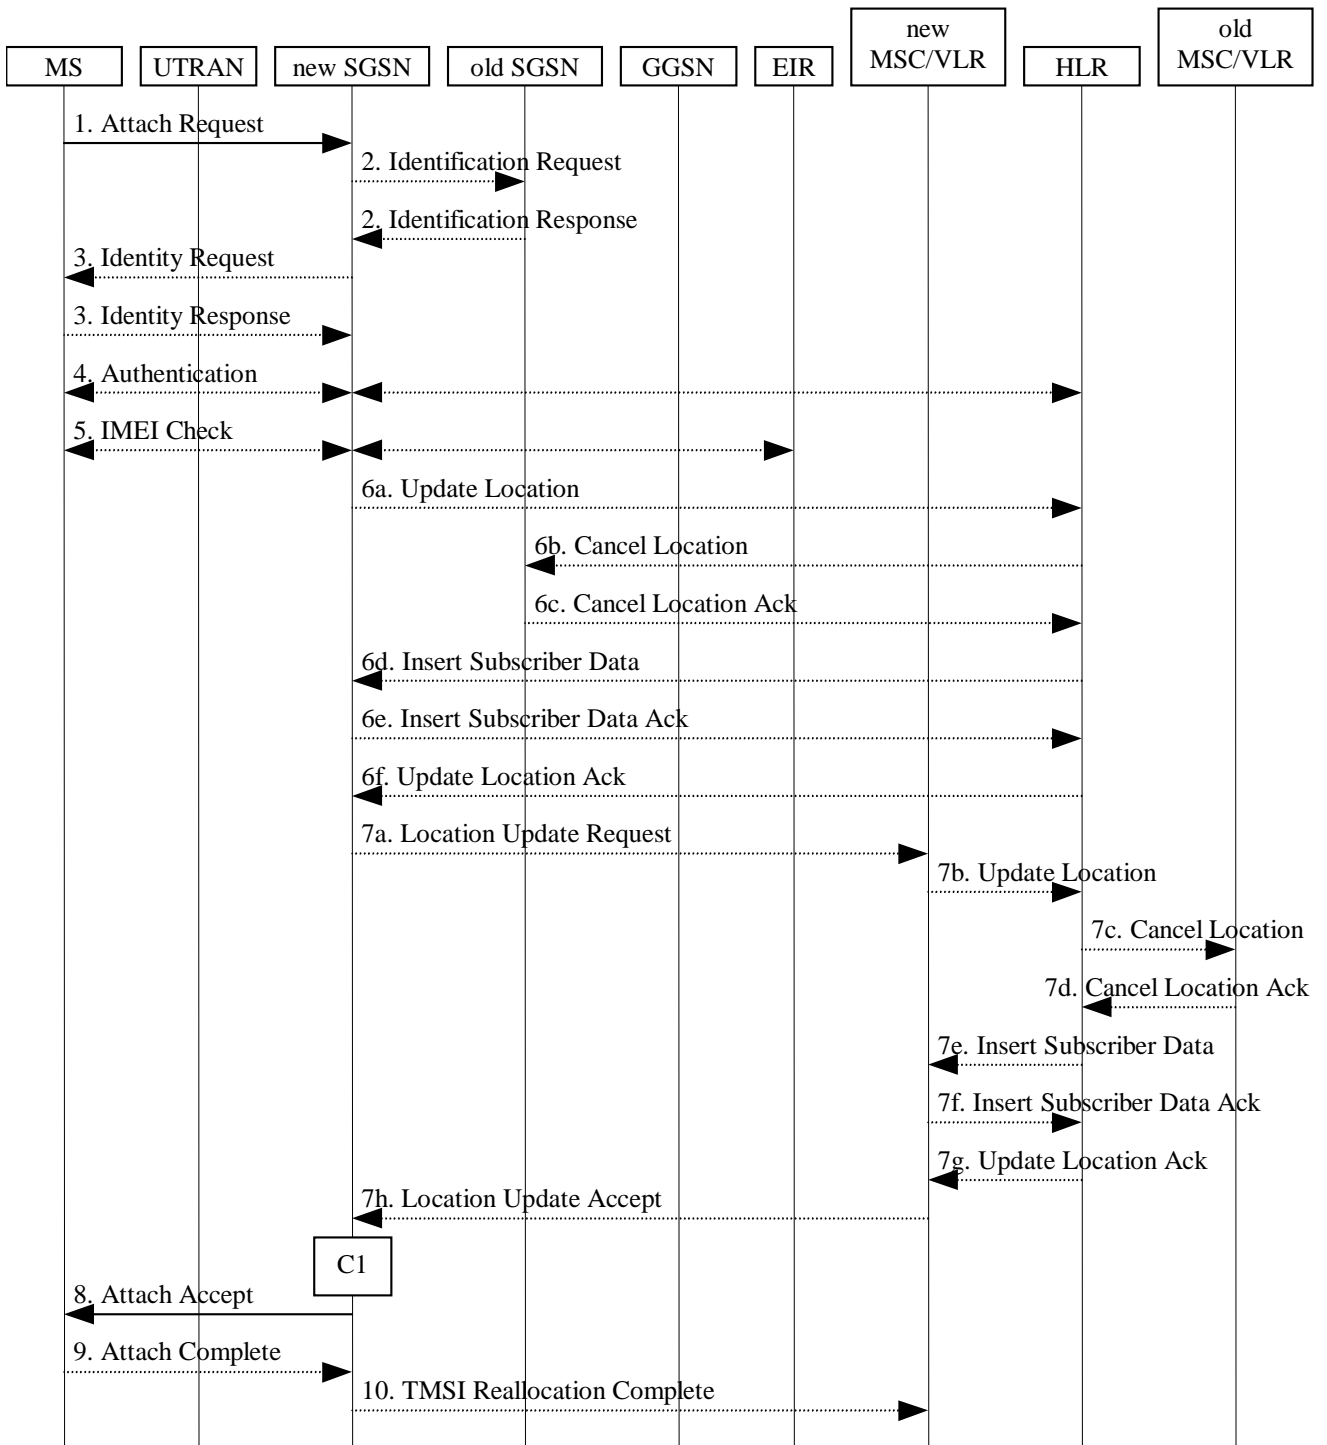 new
MSC/VLR
old
MSC/VLR
MS
UTRAN
new SGSN
old SGSN
GGSN
EIR
HLR
1. Attach Request
2. Identification Request
2. Identification Response
3. Identity Request
3. Identity Response
4. Authentication
5. IMEI Check
6a. Update Location
6b. Cancel Location
6c. Cancel Location Ack
6d. Insert Subscriber Data
6e. Insert Subscriber Data Ack
6f. Update Location Ack
7a. Location Update Request
7b. Update Location
7c. Cancel Location
7d. Cancel Location Ack
7e. Insert Subscriber Data
7f. Insert Subscriber Data Ack
7g. Update Location Ack
7h. Location Update Accept
C1
8. Attach Accept
9. Attach Complete
10. TMSI Reallocation Complete